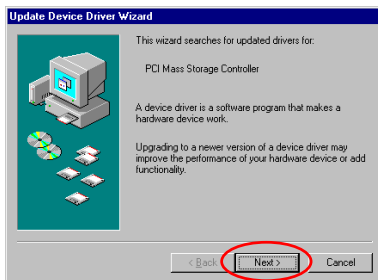 Update Device Driver Wizard
This wizard searches for updated drivers for:
PCI Mass Storage Controller
A device driver is a software program that makes a
hardware device work.
Upgrading to a newer version of a device driver may
improve the performance of your hardware device or add
functionality.
< Back
Next >
Cancel